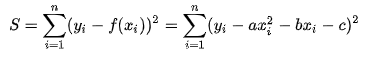 S = \sum_{i=1}^{n} (y_i - f(x_i))^2 = \sum_{i=1}^{n} (y_i - ax_i^2 - bx_i - c)^2